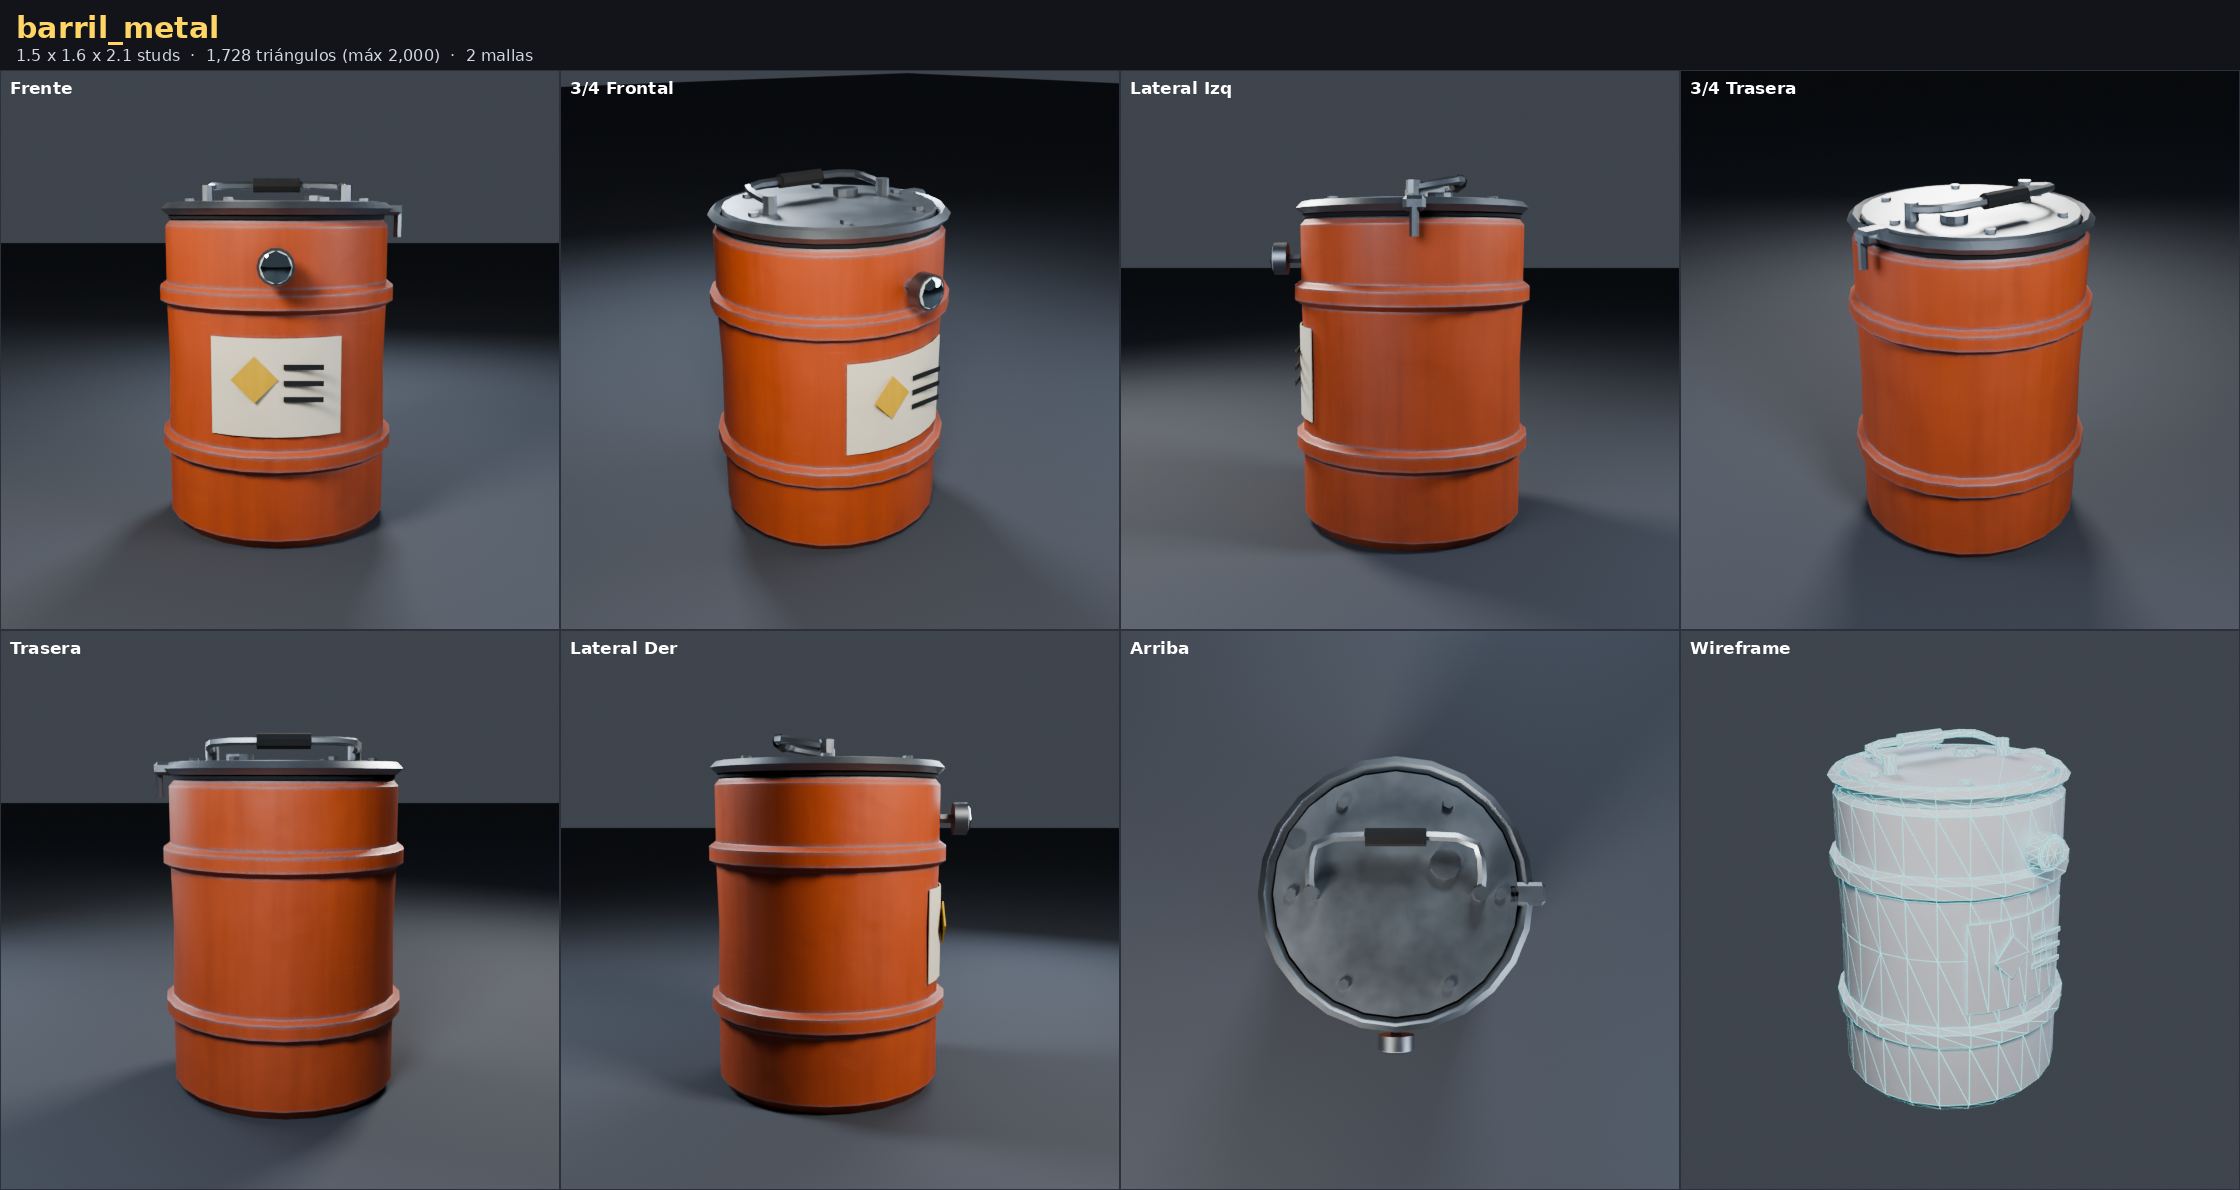 barril_metal
1.5 x 1.6 x 2.1 studs · 1,728 triángulos (máx 2,000) · 2 mallas
Frente
3/4 Frontal
Lateral Izq
3/4 Trasera
Trasera
Lateral Der
Arriba
Wireframe